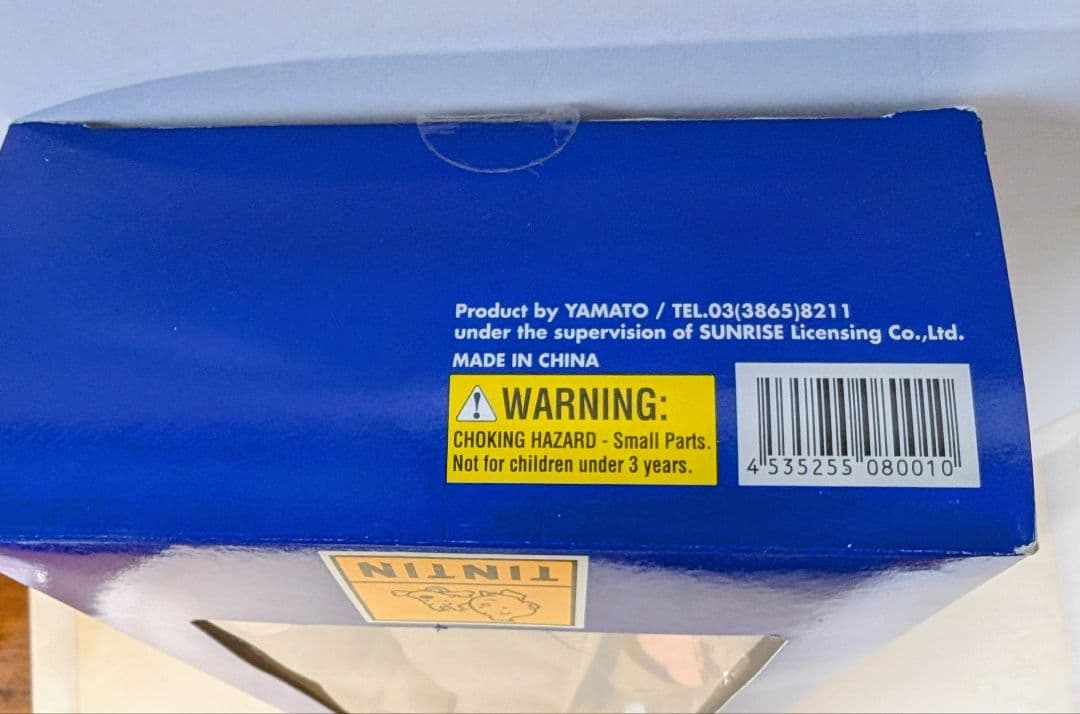 Product by YAMATO / TEL.03(3865)8211
under the supervision of SUNRISE Licensing Co.,Ltd.
MADE IN CHINA
WARNING:
CHOKING HAZARD - Small Parts.
Not for children under 3 years.
4 535255 080010
TINTIN